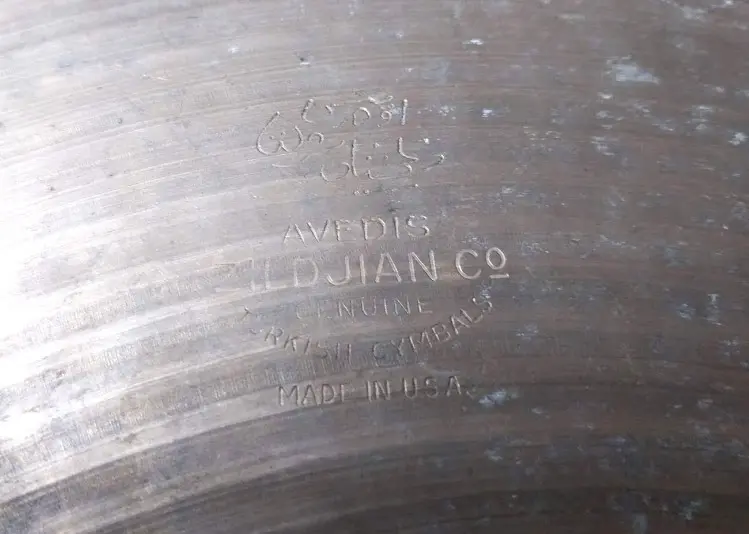 AVEDIS
ZILDJIAN CO
GENUINE
TURKISH CYMBALS
MADE IN U.S.A.